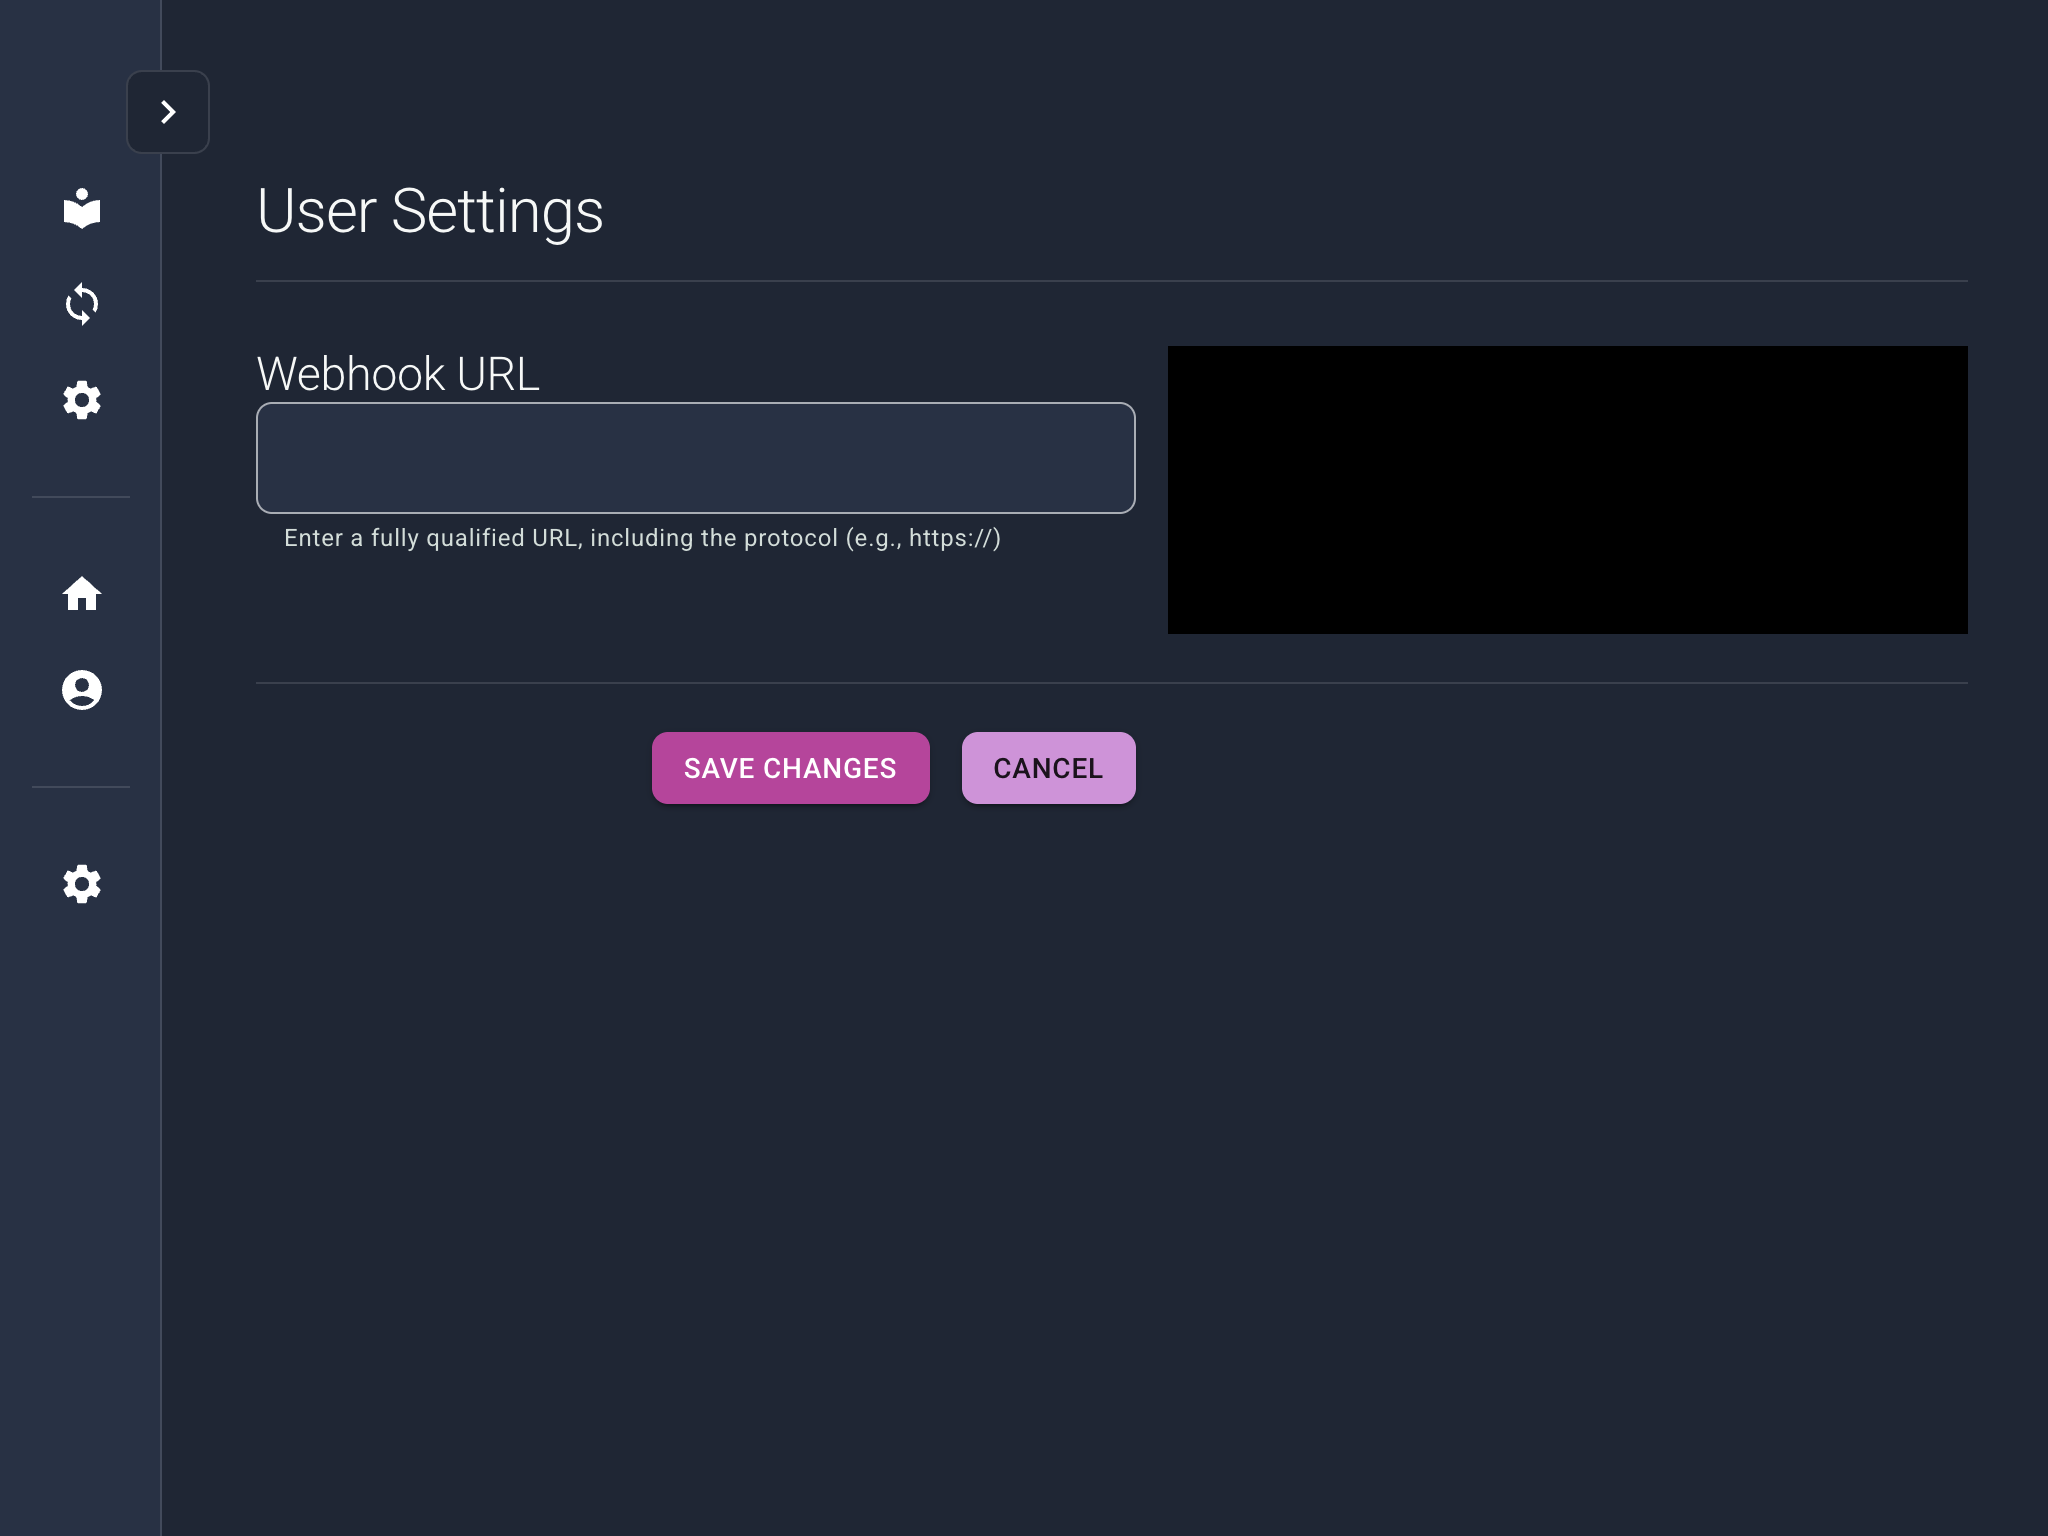 User Settings
Webhook URL
Enter a fully qualified URL, including the protocol (e.g., https://)
SAVE CHANGES
CANCEL